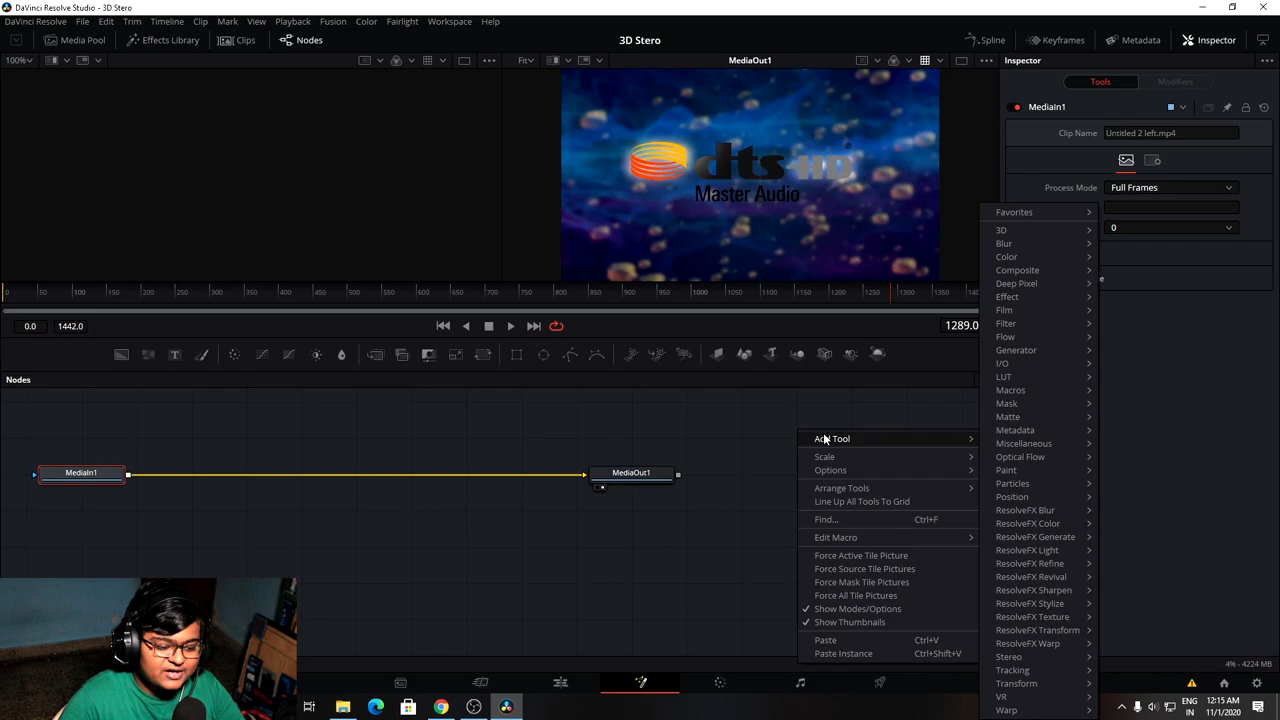 DaVinci Resolve Studio - 3D Stero
DaVinci Resolve File Edit Trim Timeline Clip Mark View Playback Fusion Color Fairlight Workspace Help
Media Pool Effects Library Clips Nodes 3D Stero Spline Keyframes Metadata Inspector
100% Fit MediaOut1 Inspector
Tools Modifiers
MediaIn1
Clip Name Untitled 2 left.mp4
Process Mode Full Frames
0
dts-HD ®
Master Audio
0 50 100 150 200 250 300 350 400 450 500 550 600 650 700 750 800 850 900 950 1000 1050 1100 1150 1200 1250 1300 1350
0.0 1442.0 1289.0
Nodes
MediaIn1 MediaOut1
Add Tool
Scale
Options
Arrange Tools
Line Up All Tools To Grid
Find... Ctrl+F
Edit Macro
Force Active Tile Pictures
Force Source Tile Pictures
Force Mask Tile Pictures
Force All Tile Pictures
Show Modes/Options
Show Thumbnails
Paste Ctrl+V
Paste Instance Ctrl+Shift+V
Favorites
3D
Blur
Color
Composite
Deep Pixel
Effect
Film
Filter
Flow
Generator
I/O
LUT
Macros
Mask
Matte
Metadata
Miscellaneous
Optical Flow
Paint
Particles
Position
ResolveFX Blur
ResolveFX Color
ResolveFX Generate
ResolveFX Light
ResolveFX Refine
ResolveFX Revival
ResolveFX Sharpen
ResolveFX Stylize
ResolveFX Texture
ResolveFX Transform
ResolveFX Warp
Stereo
Tracking
Transform
VR
Warp
4% - 4224 MB
ENG
IN
12:15 AM
11/1/2020